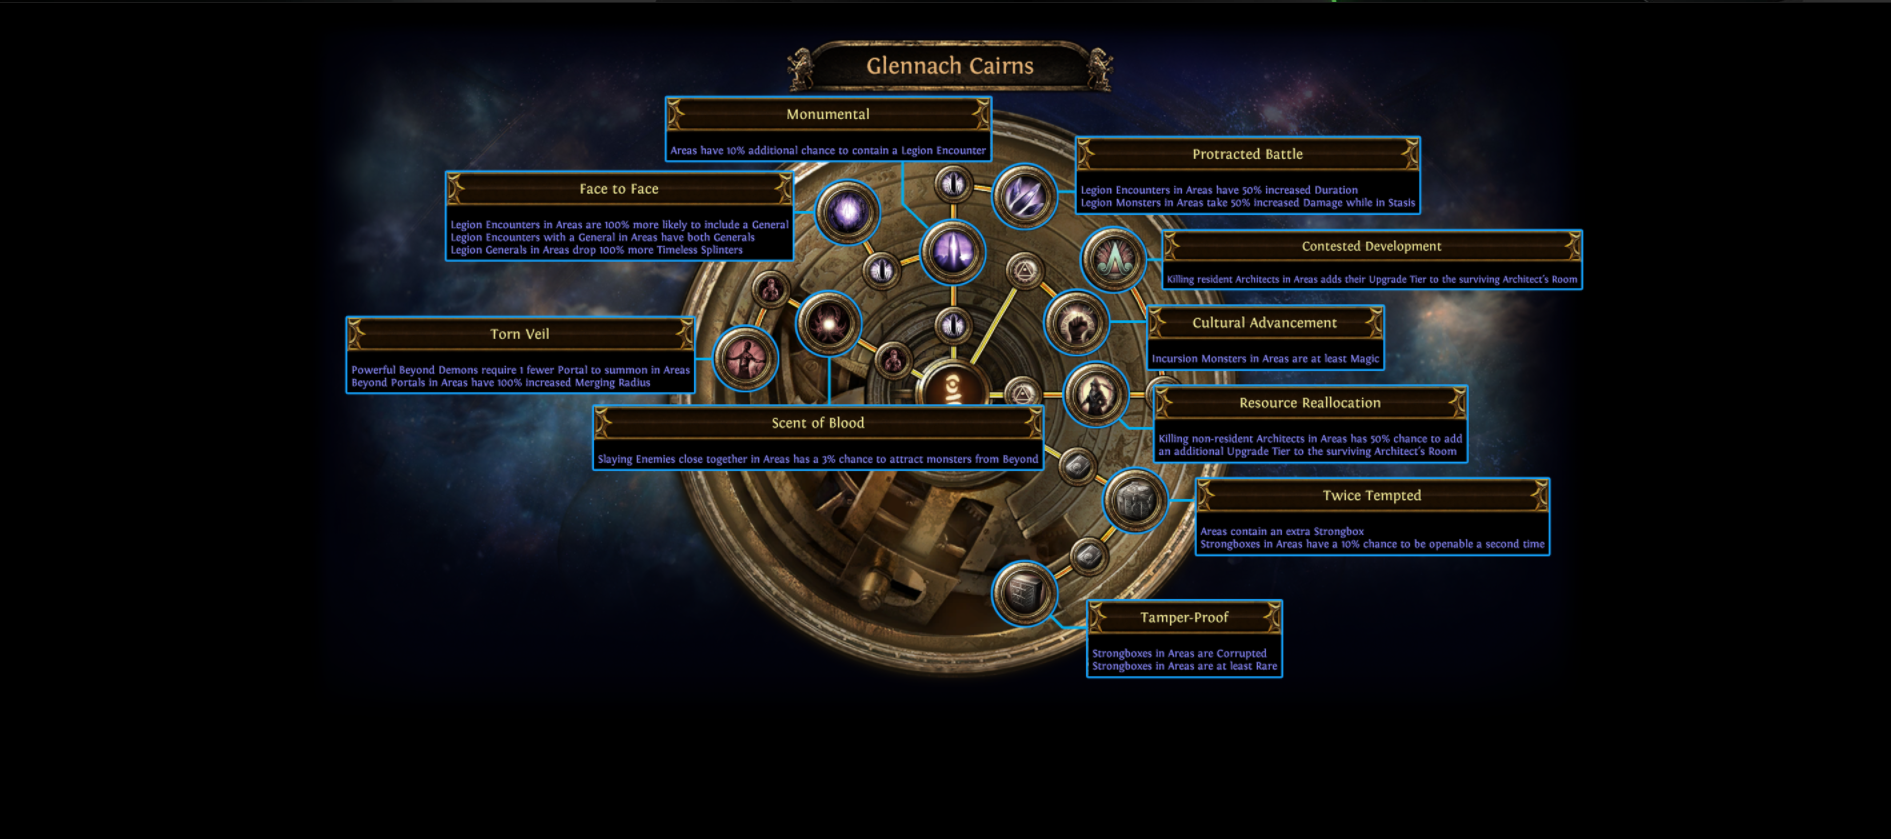 Glennach Cairns
Monumental
Areas have 10% additional chance to contain a Legion Encounter
Protracted Battle
Legion Encounters in Areas have 50% increased Duration
Legion Monsters in Areas take 50% increased Damage while in Stasis
Face to Face
Legion Encounters in Areas are 100% more likely to include a General
Legion Encounters with a General in Areas have both Generals
Legion Generals in Areas drop 100% more Timeless Splinters
Contested Development
Killing resident Architects in Areas adds their Upgrade Tier to the surviving Architect's Room
Torn Veil
Powerful Beyond Demons require 1 fewer Portal to summon in Areas
Beyond Portals in Areas have 100% increased Merging Radius
Cultural Advancement
Incursion Monsters in Areas are at least Magic
Resource Reallocation
Killing non-resident Architects in Areas has 50% chance to add
an additional Upgrade Tier to the surviving Architect's Room
Scent of Blood
Slaying Enemies close together in Areas has a 3% chance to attract monsters from Beyond
Twice Tempted
Areas contain an extra Strongbox
Strongboxes in Areas have a 10% chance to be openable a second time
Tamper-Proof
Strongboxes in Areas are Corrupted
Strongboxes in Areas are at least Rare